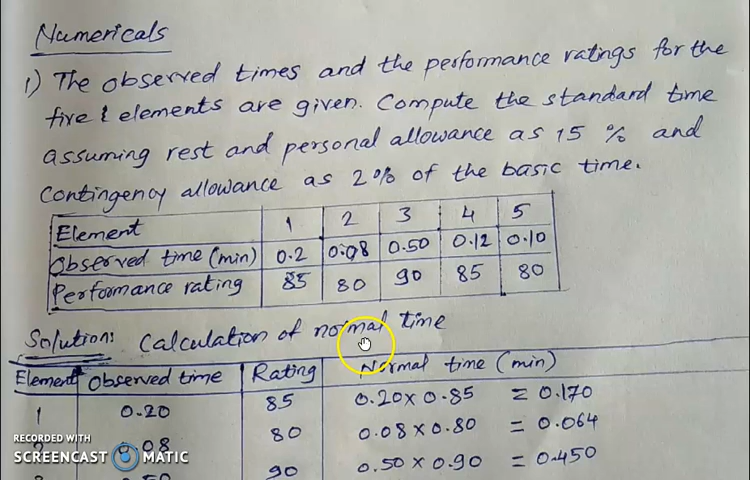 Numericals
1) The observed times and the performance ratings for the
five elements are given. Compute the standard time
assuming rest and personal allowance as 15 % and
contingency allowance as 2% of the basic time.
Element 1 2 3 4 5
Observed time (min) 0.2 0.08 0.50 0.12 0.10
Performance rating 85 80 90 85 80
Solution: Calculation of normal time
Element Observed time Rating Normal time (min)
1 0.20 85 0.20 x 0.85 = 0.170
2 0.08 80 0.08 x 0.80 = 0.064
90 0.50 x 0.90 = 0.450
RECORDED WITH
SCREENCAST MATIC